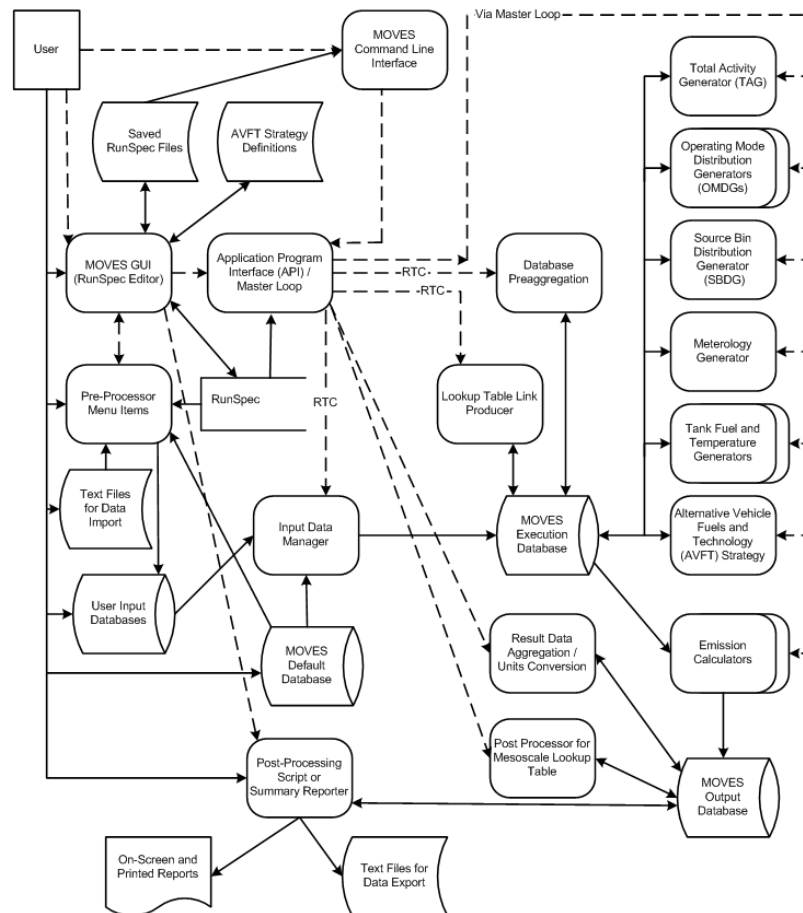 Via Master Loop
User
MOVES
Command Line
Interface
Total Activity
Generator (TAG)
Saved
RunSpec Files
AVFT Strategy
Definitions
Operating Mode
Distribution
Generators
(OMDGs)
MOVES GUI
(RunSpec Editor)
Application Program
Interface (API) /
Master Loop
RTC
Database
Preaggregation
Source Bin
Distribution
Generator
(SBDG)
RTC
Meterology
Generator
Pre-Processor
Menu Items
RunSpec
RTC
Lookup Table Link
Producer
Tank Fuel and
Temperature
Generators
Text Files
for Data
Import
Input Data
Manager
MOVES
Execution
Database
Alternative Vehicle
Fuels and
Technology
(AVFT) Strategy
User Input
Databases
MOVES
Default
Database
Result Data
Aggregation /
Units Conversion
Emission
Calculators
Post-Processing
Script or
Summary Reporter
Post Processor for
Mesoscale Lookup
Table
MOVES
Output
Database
On-Screen and
Printed Reports
Text Files for
Data Export